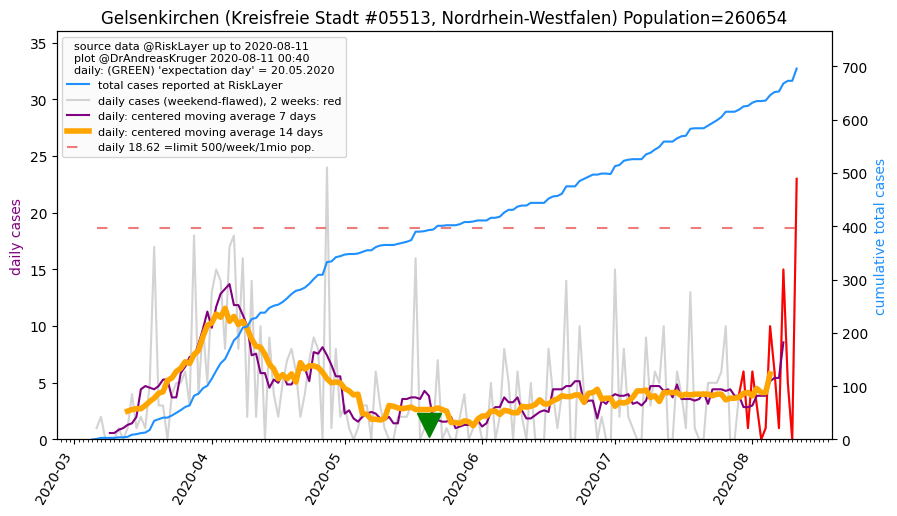 Gelsenkirchen (Kreisfreie Stadt #05513, Nordrhein-Westfalen) Population=260654
source data @RiskLayer up to 2020-08-11
plot @DrAndreasKruger 2020-08-11 00:40
daily: (GREEN) 'expectation day' = 20.05.2020
total cases reported at RiskLayer
daily cases (weekend-flawed), 2 weeks: red
daily: centered moving average 7 days
daily: centered moving average 14 days
daily 18.62 =limit 500/week/1mio pop.
daily cases
35
30
25
20
15
10
5
0
cumulative total cases
700
600
500
400
300
200
100
0
2020-03
2020-04
2020-05
2020-06
2020-07
2020-08